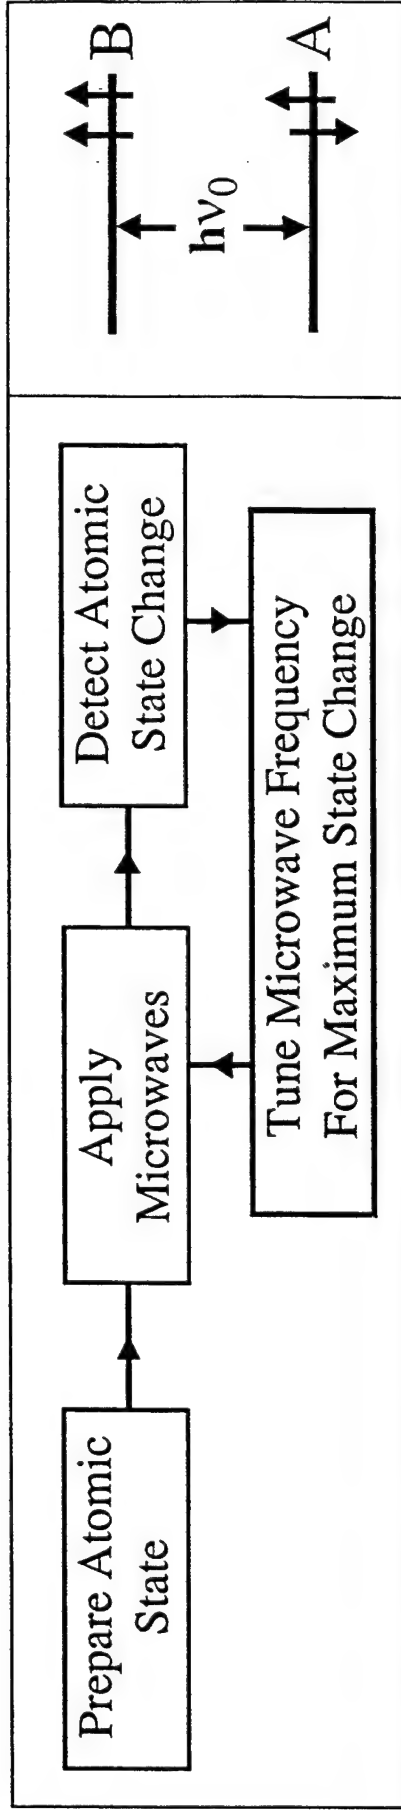 Prepare Atomic
State
Apply
Microwaves
Detect Atomic
State Change
Tune Microwave Frequency
For Maximum State Change
B
hν₀
A